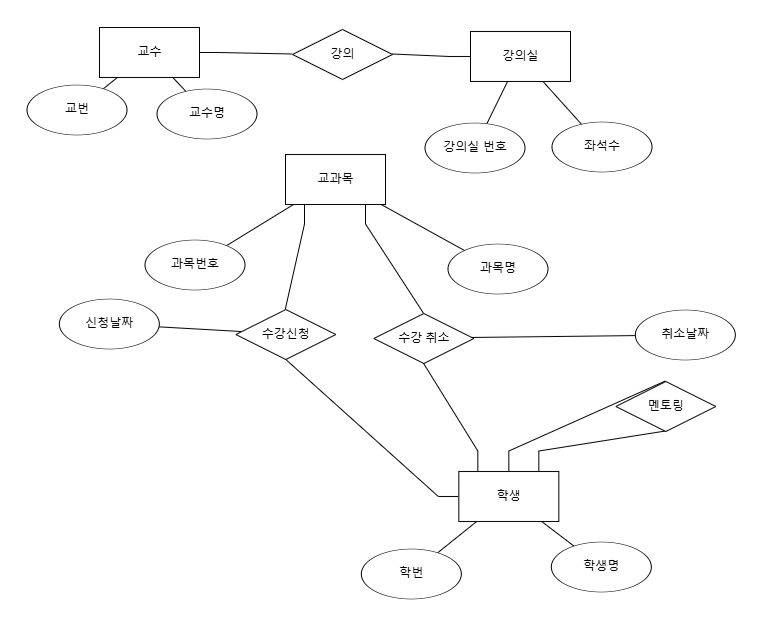 교수
강의
강의실
교번
교수명
강의실 번호
좌석수
교과목
과목번호
과목명
신청날짜
수강신청
수강 취소
취소날짜
멘토링
학생
학번
학생명